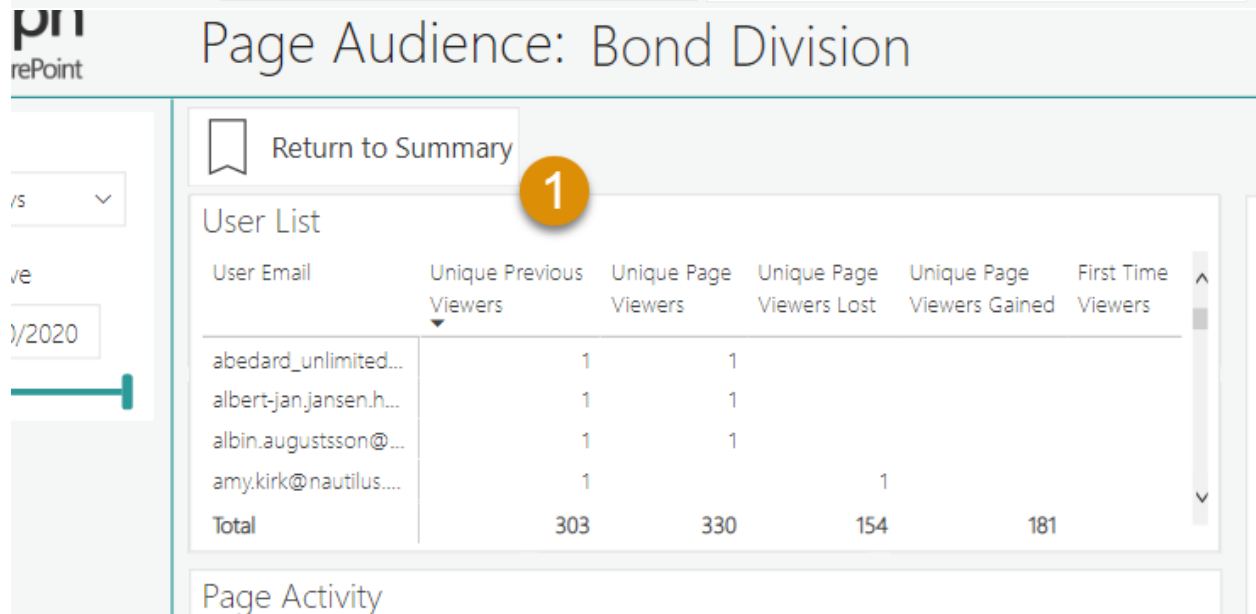 Page Audience: Bond Division
Return to Summary
1
User List
User Email Unique Previous Viewers Unique Page Viewers Unique Page Viewers Lost Unique Page Viewers Gained First Time Viewers
abedard_unlimited... 1 1
albert-jan.jansen.h... 1 1
albin.augustsson@... 1 1
amy.kirk@nautilus.... 1 1
Total 303 330 154 181
Page Activity